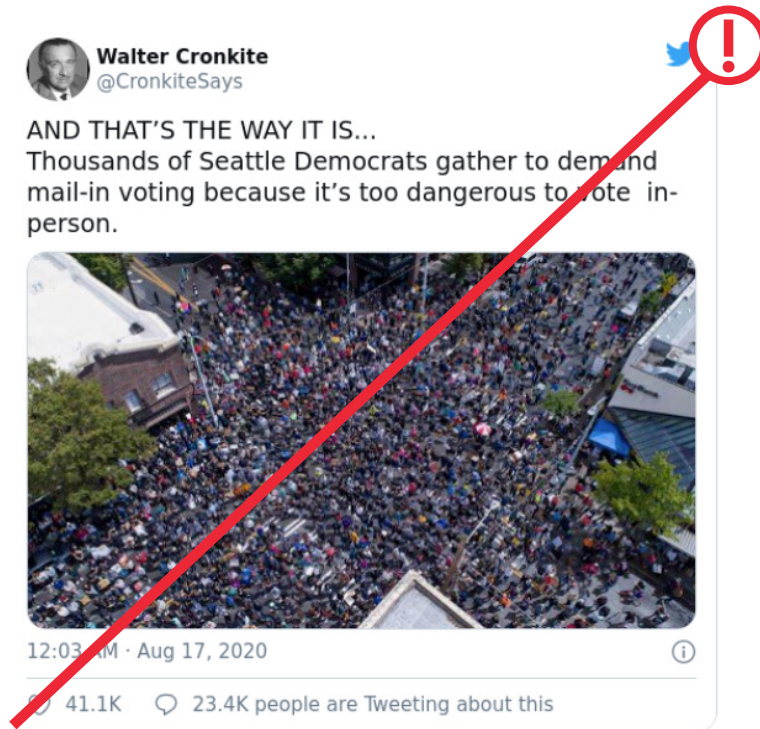 Walter Cronkite
@CronkiteSays
AND THAT’S THE WAY IT IS...
Thousands of Seattle Democrats gather to demand
mail-in voting because it’s too dangerous to vote in-
person.
12:03 AM · Aug 17, 2020
41.1K 23.4K people are Tweeting about this